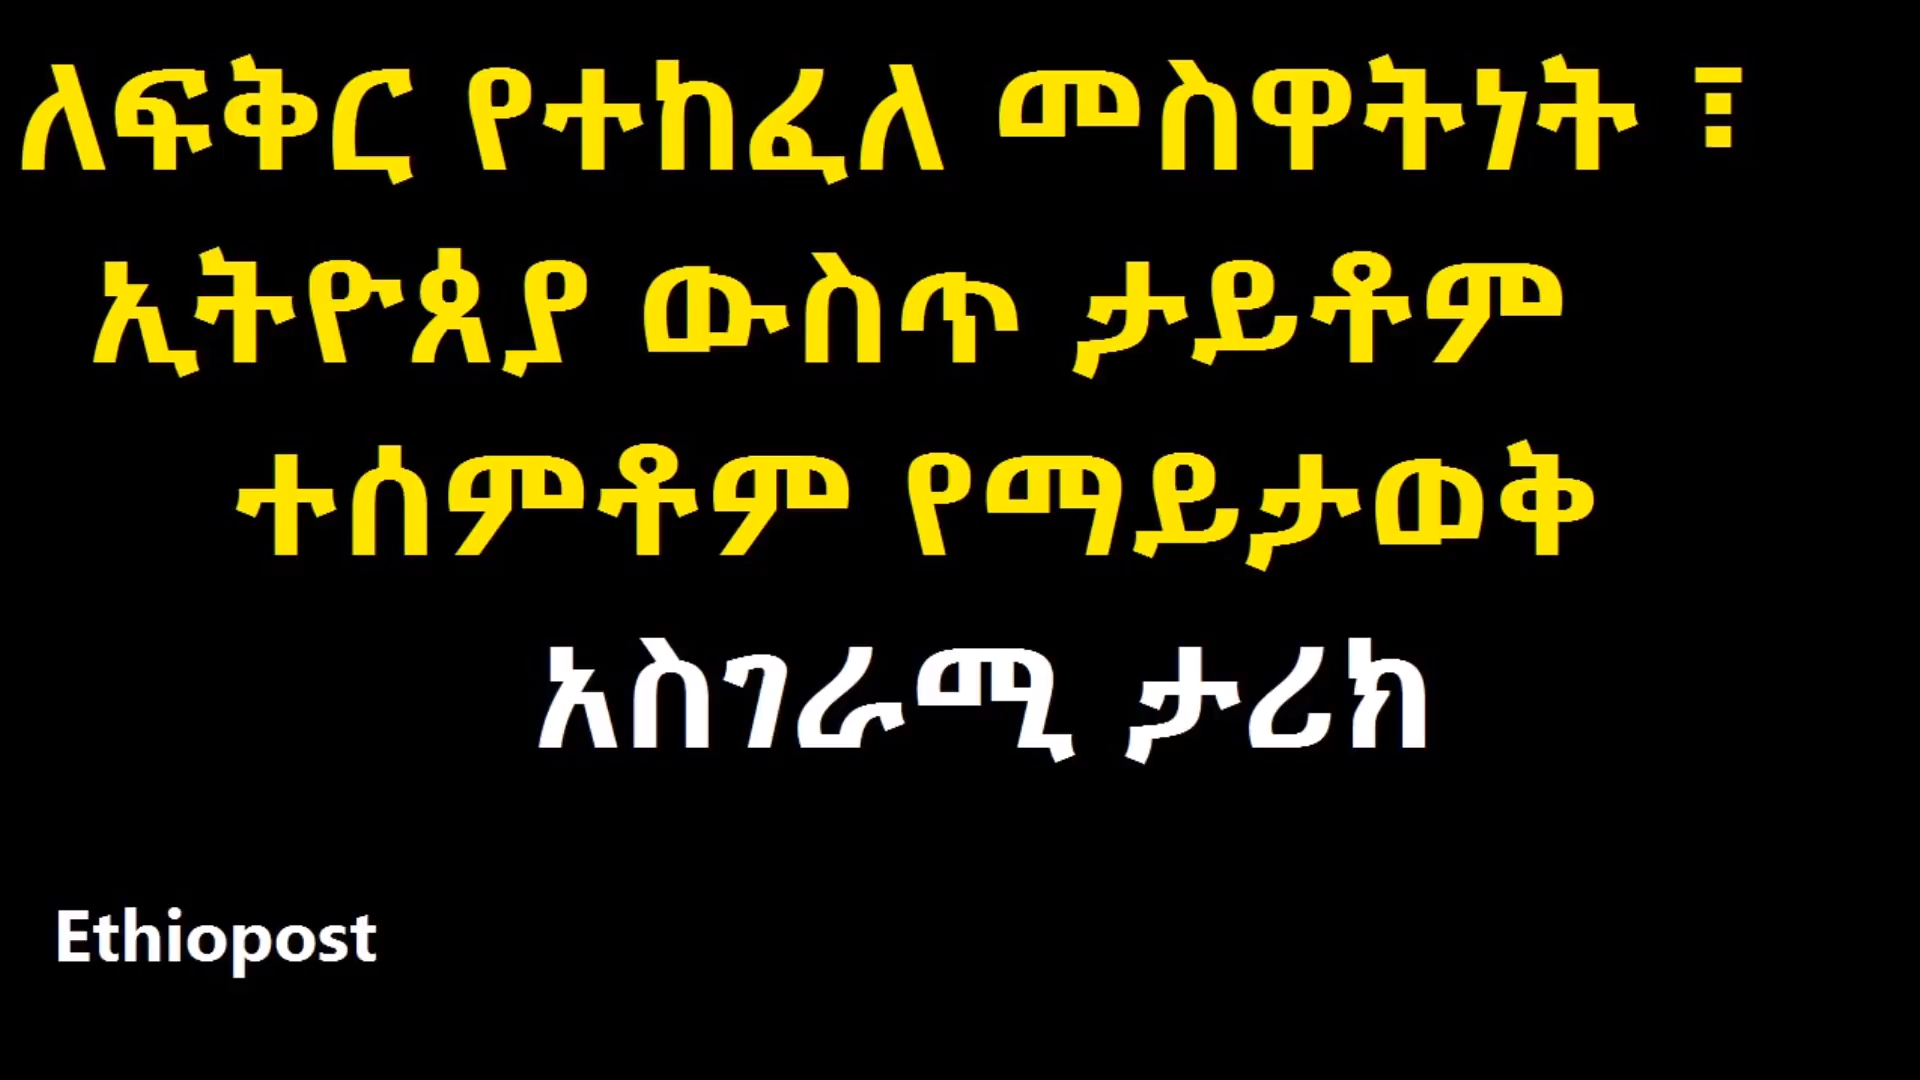 ለፍቅር የተከፈለ መስዋትነት ፣
ኢትዮጵያ ውስጥ ታይቶም
ተሰምቶም የማይታወቅ
አስገራሚ ታሪክ
Ethiopost